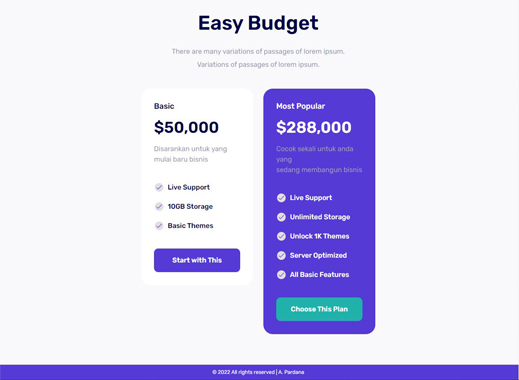 Easy Budget
There are many variations of passages of lorem ipsum.
Variations of passages of lorem ipsum.
Basic
$50,000
Disarankan untuk yang
mulai baru bisnis
Live Support
10GB Storage
Basic Themes
Start with This
Most Popular
$288,000
Cocok sekali untuk anda
yang
sedang membangun bisnis
Live Support
Unlimited Storage
Unlock 1K Themes
Server Optimized
All Basic Features
Choose This Plan
© 2022 All rights reserved | A. Pardana